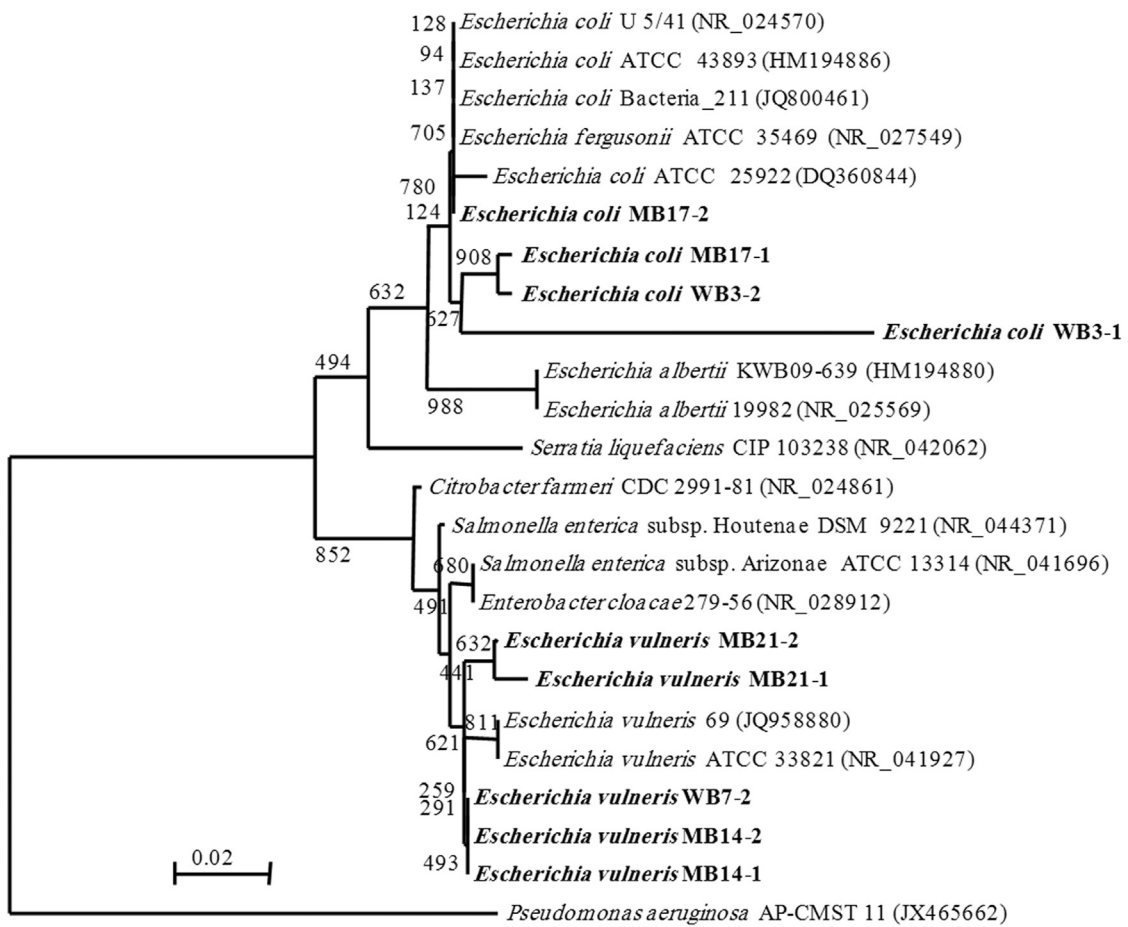 128 Escherichia coli U 5/41 (NR_024570)
94 Escherichia coli ATCC 43893 (HM194886)
137 Escherichia coli Bacteria_211 (JQ800461)
705 Escherichia fergusonii ATCC 35469 (NR_027549)
Escherichia coli ATCC 25922 (DQ360844)
780
124 Escherichia coli MB17-2
908 Escherichia coli MB17-1
632 Escherichia coli WB3-2
627
Escherichia coli WB3-1
494 Escherichia albertii KWB09-639 (HM194880)
988 Escherichia albertii 19982 (NR_025569)
Serratia liquefaciens CIP 103238 (NR_042062)
Citrobacter farmeri CDC 2991-81 (NR_024861)
Salmonella enterica subsp. Houtenae DSM 9221 (NR_044371)
852
680 Salmonella enterica subsp. Arizonae ATCC 13314 (NR_041696)
491 Enterobacter cloacae 279-56 (NR_028912)
632 Escherichia vulneris MB21-2
441 Escherichia vulneris MB21-1
811 Escherichia vulneris 69 (JQ958880)
621
Escherichia vulneris ATCC 33821 (NR_041927)
259 Escherichia vulneris WB7-2
291
Escherichia vulneris MB14-2
0.02
493 Escherichia vulneris MB14-1
Pseudomonas aeruginosa AP-CMST 11 (JX465662)